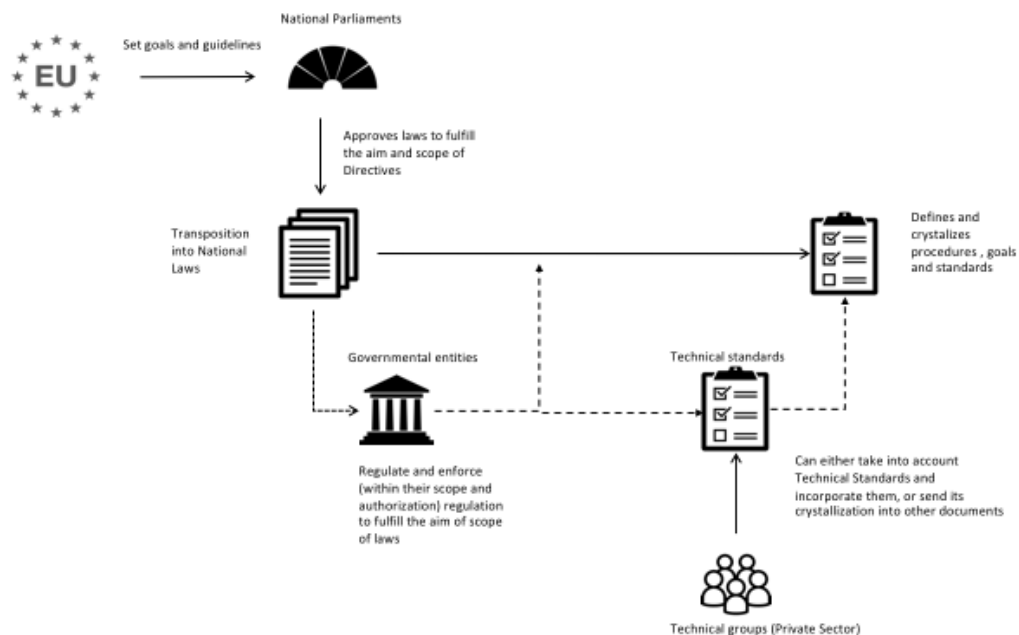 National Parliaments
Set goals and guidelines
EU
Approves laws to fulfill
the aim and scope of
Directives
Transposition
into National
Laws
Defines and
crystalizes
procedures , goals
and standards
Governmental entities
Technical standards
Regulate and enforce
(within their scope and
authorization) regulation
to fulfill the aim of scope
of laws
Can either take into account
Technical Standards and
incorporate them, or send its
crystallization into other documents
Technical groups (Private Sector)